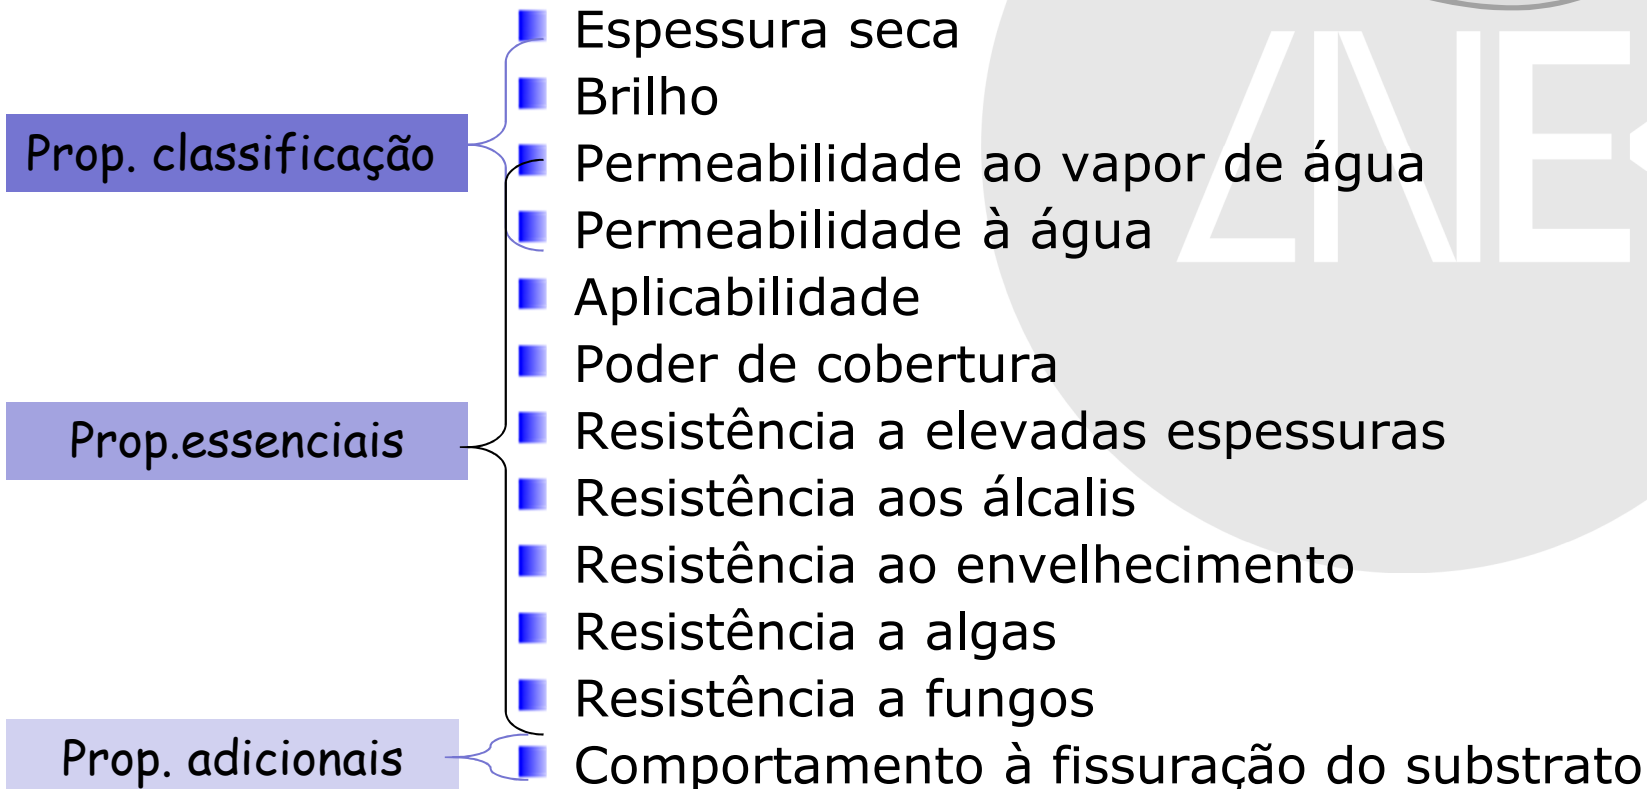 Espessura seca
Brilho
Prop. classificação
Permeabilidade ao vapor de água
Permeabilidade à água
Aplicabilidade
Poder de cobertura
Prop.essenciais
Resistência a elevadas espessuras
Resistência aos álcalis
Resistência ao envelhecimento
Resistência a algas
Resistência a fungos
Prop. adicionais
Comportamento à fissuração do substrato